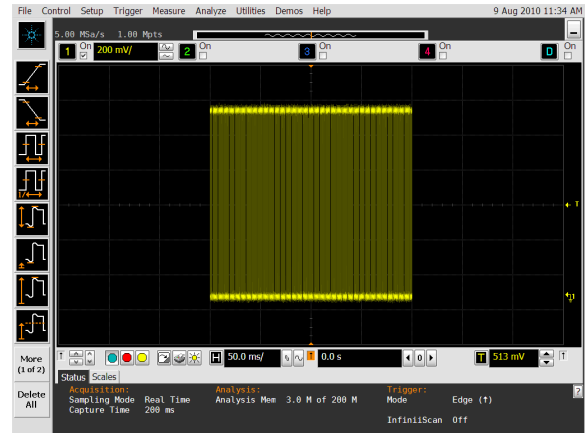 File Control Setup Trigger Measure Analyze Utilities Demos Help 9 Aug 2010 11:34 AM
5.00 MSa/s 1.00 Mpts
1 On 200 mV/ 2 On 3 On 4 On D On
T
1/
More
(1 of 2)
Delete
All
H 50.0 ms/ 0.0 s 0 T 513 mV
Status Scales
Acquisition: Analysis: Trigger:
Sampling Mode Real Time Analysis Mem 3.0 M of 200 M Mode Edge (↑)
Capture Time 200 ms
InfiniiScan Off
?